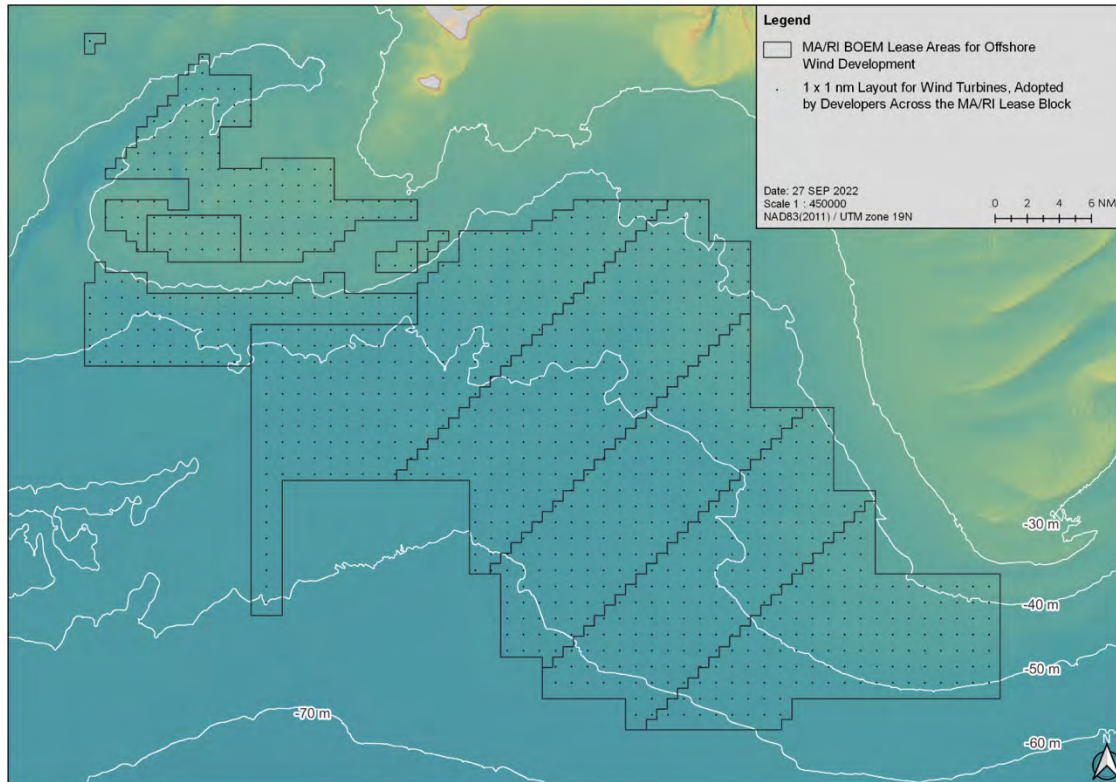 Legend
MA/RI BOEM Lease Areas for Offshore
Wind Development
1 x 1 nm Layout for Wind Turbines, Adopted
by Developers Across the MA/RI Lease Block
Date: 27 SEP 2022
Scale 1 : 450000
NAD83(2011) / UTM zone 19N
0 2 4 6 NM
-30 m
-40 m
-50 m
-70 m
-60 m
N